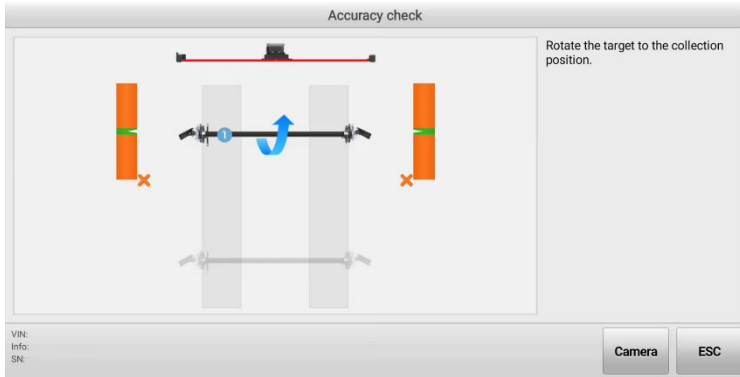 Accuracy check
Rotate the target to the collection
position.
1
VIN:
Info:
SN:
Camera
ESC